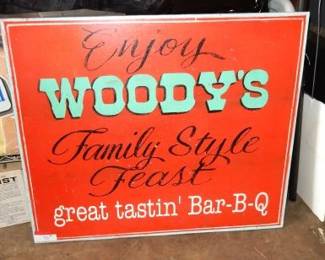 Enjoy
WOODY'S
Family Style
Feast
great tastin' Bar-B-Q